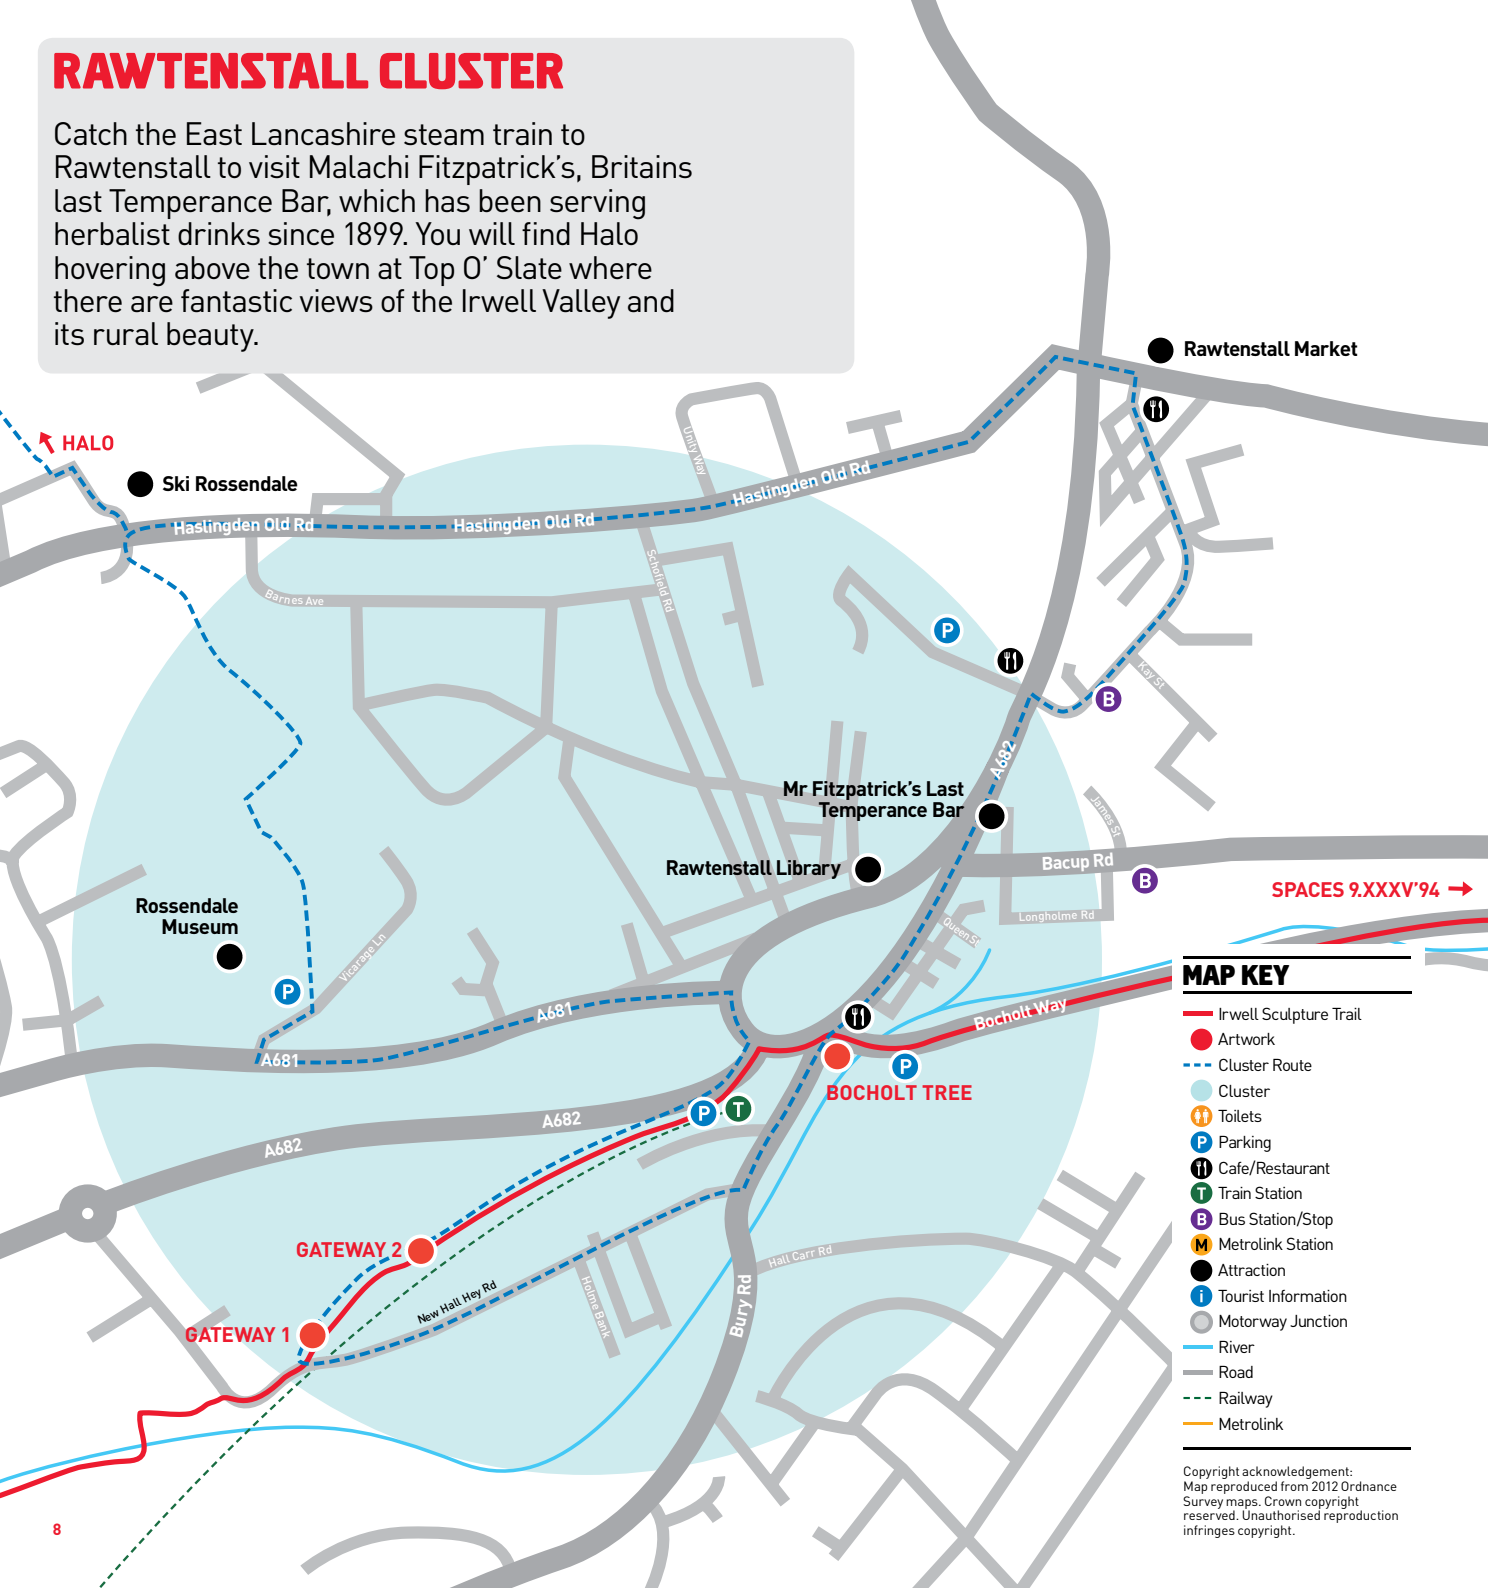 RAWTENSTALL CLUSTER
Catch the East Lancashire steam train to
Rawtenstall to visit Malachi Fitzpatrick’s, Britains
last Temperance Bar, which has been serving
herbalist drinks since 1899. You will find Halo
hovering above the town at Top O’ Slate where
there are fantastic views of the Irwell Valley and
its rural beauty.
Rawtenstall Market
HALO
Ski Rossendale
Unity Way
Haslingden Old Rd
Haslingden Old Rd
Haslingden Old Rd
Schofield Rd
Barnes Ave
P
Kay St
B
A682
Mr Fitzpatrick’s Last
Temperance Bar
James St
Rawtenstall Library
Bacup Rd
B
SPACES 9.XXXV’94
Rossendale
Museum
Longholme Rd
Queen St
Vicarage Ln
P
A681
A681
Bocholt Way
P
BOCHOLT TREE
P
T
A682
A682
GATEWAY 2
Hall Carr Rd
New Hall Hey Rd
Holme Bank
Bury Rd
GATEWAY 1
MAP KEY
Irwell Sculpture Trail
Artwork
Cluster Route
Cluster
Toilets
P Parking
Cafe/Restaurant
T Train Station
B Bus Station/Stop
M Metrolink Station
Attraction
i Tourist Information
Motorway Junction
River
Road
Railway
Metrolink
Copyright acknowledgement:
Map reproduced from 2012 Ordnance
Survey maps. Crown copyright
reserved. Unauthorised reproduction
infringes copyright.
8